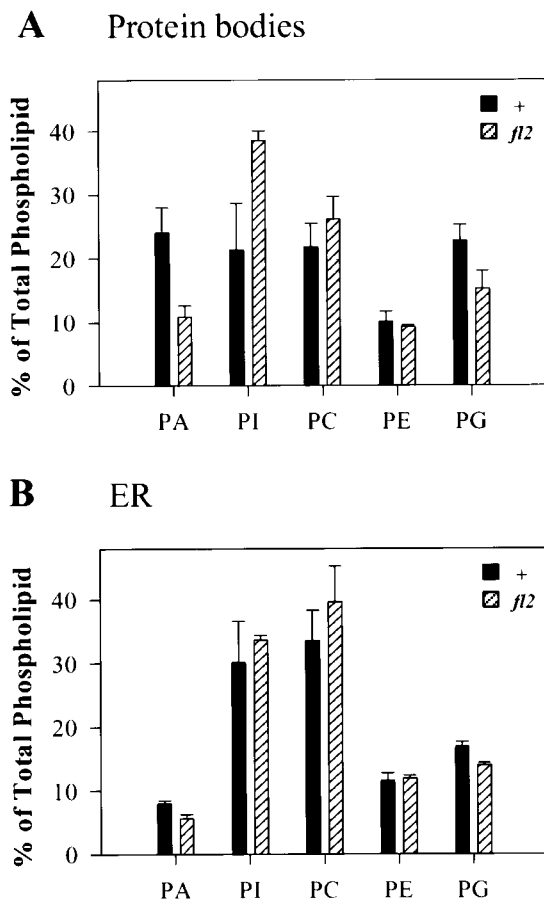 A Protein bodies
% of Total Phospholipid
40
30
20
10
0
+
fl2
PA PI PC PE PG
B ER
% of Total Phospholipid
40
30
20
10
0
+
fl2
PA PI PC PE PG